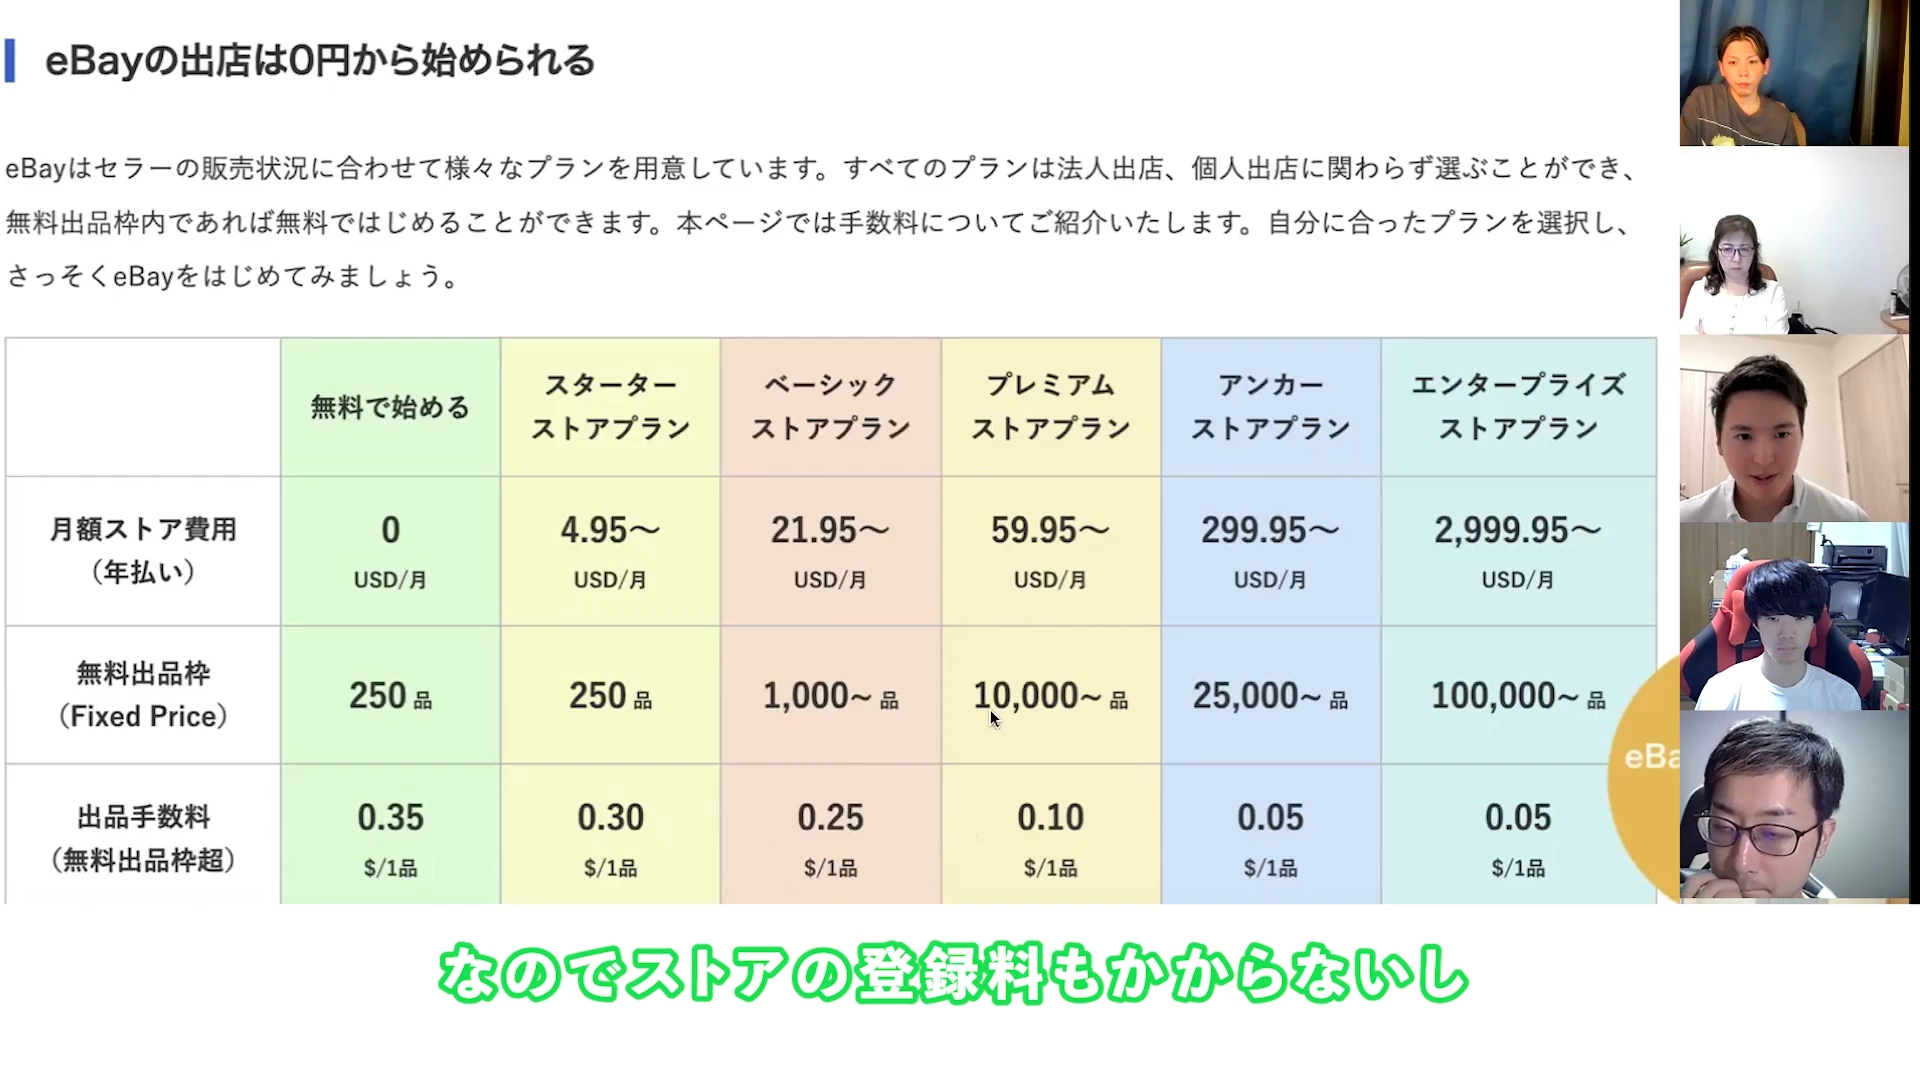 eBayの出店は0円から始められる
eBayはセラーの販売状況に合わせて様々なプランを用意しています。すべてのプランは法人出店、個人出店に関わらず選ぶことができ、
無料出品枠内であれば無料ではじめることができます。本ページでは手数料についてご紹介いたします。自分に合ったプランを選択し、
さっそくeBayをはじめてみましょう。
無料で始める
スターター
ストアプラン
ベーシック
ストアプラン
プレミアム
ストアプラン
アンカー
ストアプラン
エンタープライズ
ストアプラン
月額ストア費用
（年払い）
0
USD/月
4.95〜
USD/月
21.95〜
USD/月
59.95〜
USD/月
299.95〜
USD/月
2,999.95〜
USD/月
無料出品枠
（Fixed Price）
250 品
250 品
1,000~ 品
10,000~ 品
25,000~ 品
100,000~ 品
出品手数料
（無料出品枠超）
0.35
$/1品
0.30
$/1品
0.25
$/1品
0.10
$/1品
0.05
$/1品
0.05
$/1品
なのでストアの登録料もかからないし